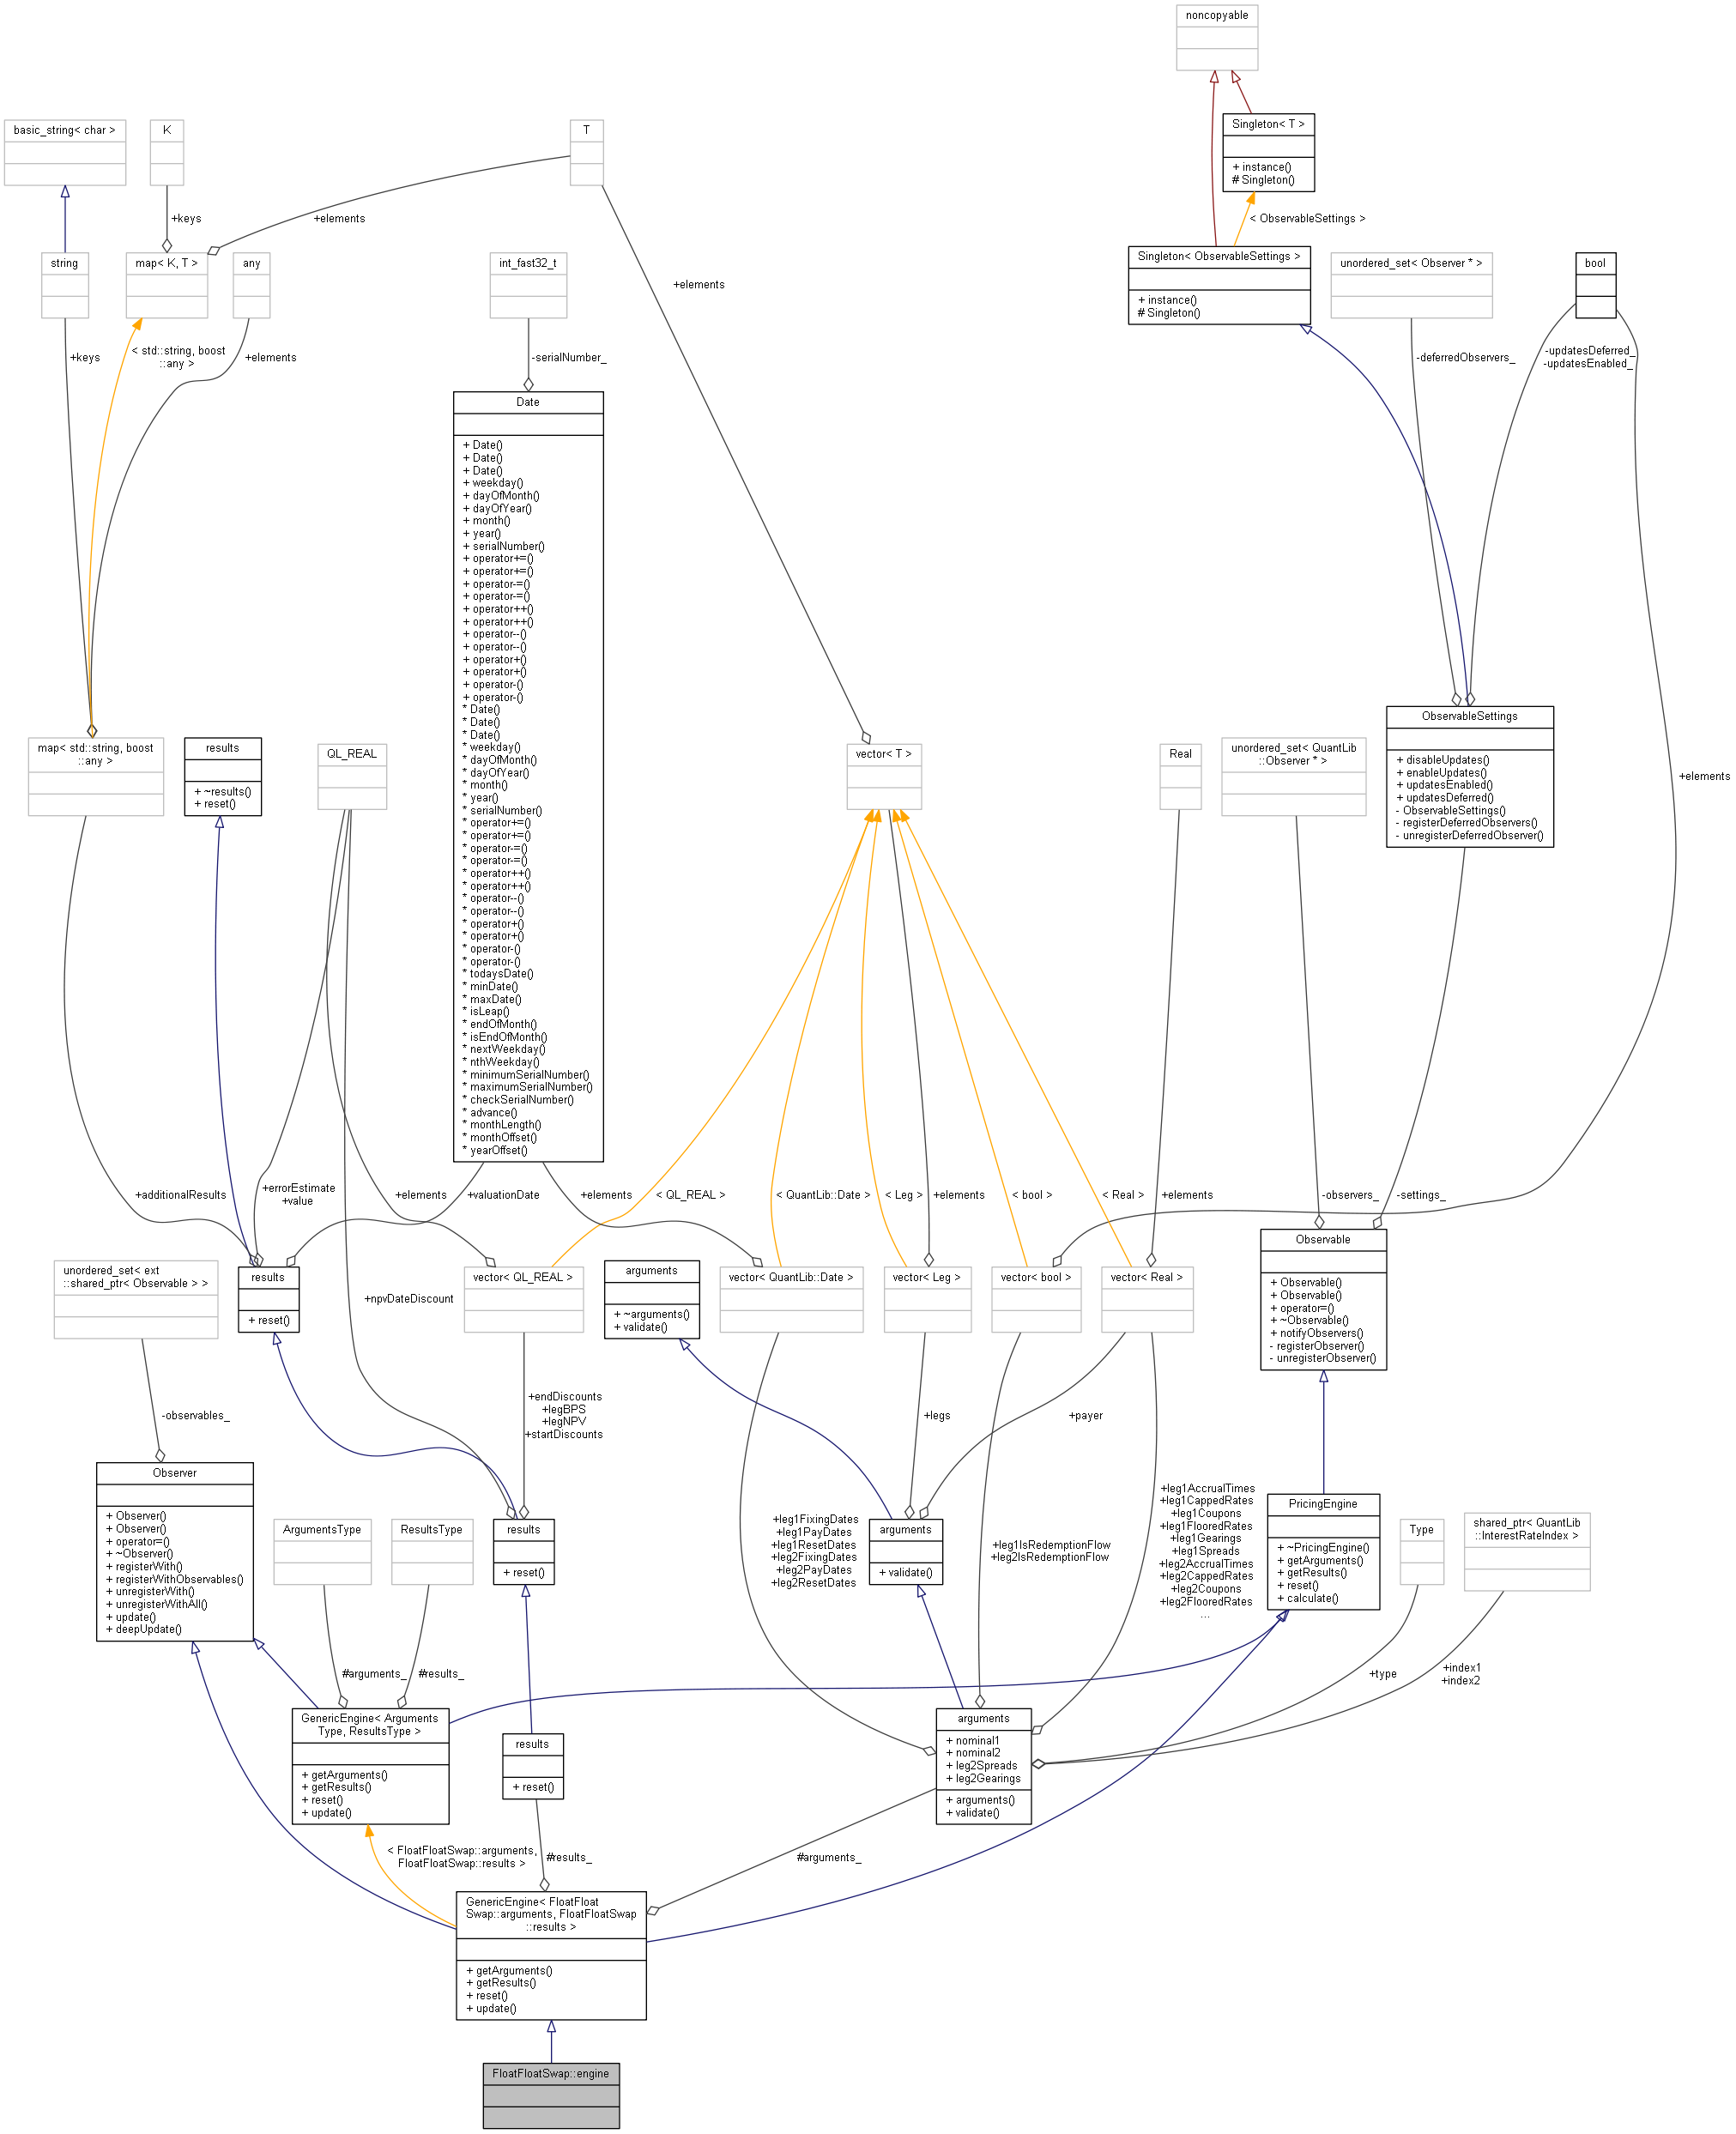 noncopyable
basic_string< char >
K
T
Singleton< T >
+ instance()
# Singleton()
+keys
+elements
< ObservableSettings >
string
map< K, T >
any
int_fast32_t
+elements
Singleton< ObservableSettings >
+ instance()
# Singleton()
unordered_set< Observer * >
bool
+keys
< std::string, boost
::any >
+elements
-serialNumber_
-deferredObservers_
-updatesDeferred_
-updatesEnabled_
Date
+ Date()
+ Date()
+ Date()
+ weekday()
+ dayOfMonth()
+ dayOfYear()
+ month()
+ year()
+ serialNumber()
+ operator+=()
+ operator+=()
+ operator-=()
+ operator-=()
+ operator++()
+ operator++()
+ operator--()
+ operator--()
+ operator+()
+ operator+()
+ operator-()
+ operator-()
* Date()
* Date()
* Date()
* weekday()
* dayOfMonth()
* dayOfYear()
* month()
* year()
* serialNumber()
* operator+=()
* operator+=()
* operator-=()
* operator-=()
* operator++()
* operator++()
* operator--()
* operator--()
* operator+()
* operator+()
* operator-()
* operator-()
* todaysDate()
* minDate()
* maxDate()
* isLeap()
* endOfMonth()
* isEndOfMonth()
* nextWeekday()
* nthWeekday()
* minimumSerialNumber()
* maximumSerialNumber()
* checkSerialNumber()
* advance()
* monthLength()
* monthOffset()
* yearOffset()
map< std::string, boost
::any >
results
+ ~results()
+ reset()
QL_REAL
vector< T >
Real
unordered_set< QuantLib
::Observer * >
ObservableSettings
+ disableUpdates()
+ enableUpdates()
+ updatesEnabled()
+ updatesDeferred()
- ObservableSettings()
- registerDeferredObservers()
- unregisterDeferredObserver()
+elements
+additionalResults
+errorEstimate
+value
+elements
+valuationDate
+elements
< QL_REAL >
< QuantLib::Date >
< Leg >
+elements
< bool >
< Real >
+elements
-observers_
-settings_
unordered_set< ext
::shared_ptr< Observable > >
results
+ reset()
+npvDateDiscount
vector< QL_REAL >
arguments
+ ~arguments()
+ validate()
vector< QuantLib::Date >
vector< Leg >
vector< bool >
vector< Real >
Observable
+ Observable()
+ Observable()
+ operator=()
+ ~Observable()
+ notifyObservers()
- registerObserver()
- unregisterObserver()
-observables_
+endDiscounts
+legBPS
+legNPV
+startDiscounts
+legs
+payer
Observer
+ Observer()
+ Observer()
+ operator=()
+ ~Observer()
+ registerWith()
+ registerWithObservables()
+ unregisterWith()
+ unregisterWithAll()
+ update()
+ deepUpdate()
ArgumentsType
ResultsType
results
+ reset()
+leg1FixingDates
+leg1PayDates
+leg1ResetDates
+leg2FixingDates
+leg2PayDates
+leg2ResetDates
arguments
+ validate()
+leg1IsRedemptionFlow
+leg2IsRedemptionFlow
+leg1AccrualTimes
+leg1CappedRates
+leg1Coupons
+leg1FlooredRates
+leg1Gearings
+leg1Spreads
+leg2AccrualTimes
+leg2CappedRates
+leg2Coupons
+leg2FlooredRates
...
PricingEngine
+ ~PricingEngine()
+ getArguments()
+ getResults()
+ reset()
+ calculate()
Type
shared_ptr< QuantLib
::InterestRateIndex >
#arguments_
#results_
+type
+index1
+index2
GenericEngine< Arguments
Type, ResultsType >
+ getArguments()
+ getResults()
+ reset()
+ update()
results
+ reset()
arguments
+ nominal1
+ nominal2
+ leg2Spreads
+ leg2Gearings
+ arguments()
+ validate()
< FloatFloatSwap::arguments,
FloatFloatSwap::results >
#results_
#arguments_
GenericEngine< FloatFloat
Swap::arguments, FloatFloatSwap
::results >
+ getArguments()
+ getResults()
+ reset()
+ update()
FloatFloatSwap::engine